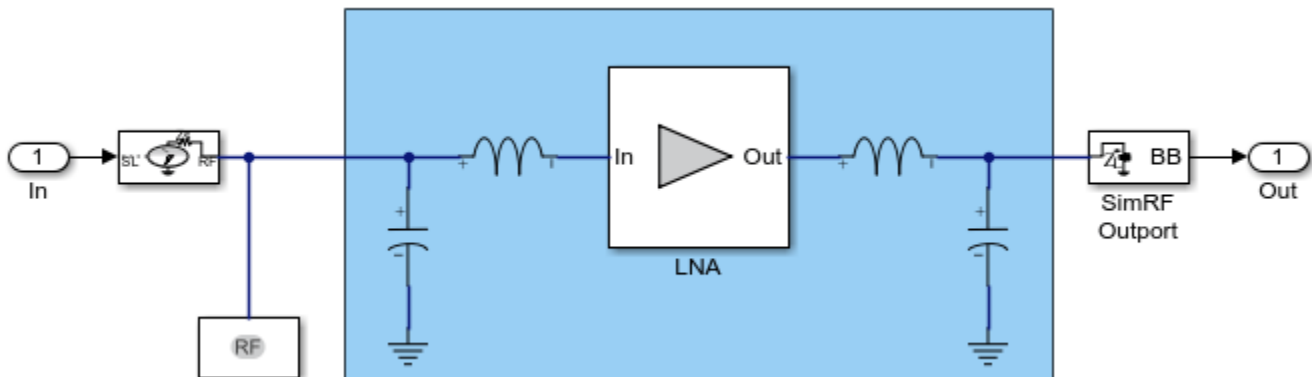 1
In
SL
RF
RF
In
Out
LNA
BB
SimRF
Outport
1
Out